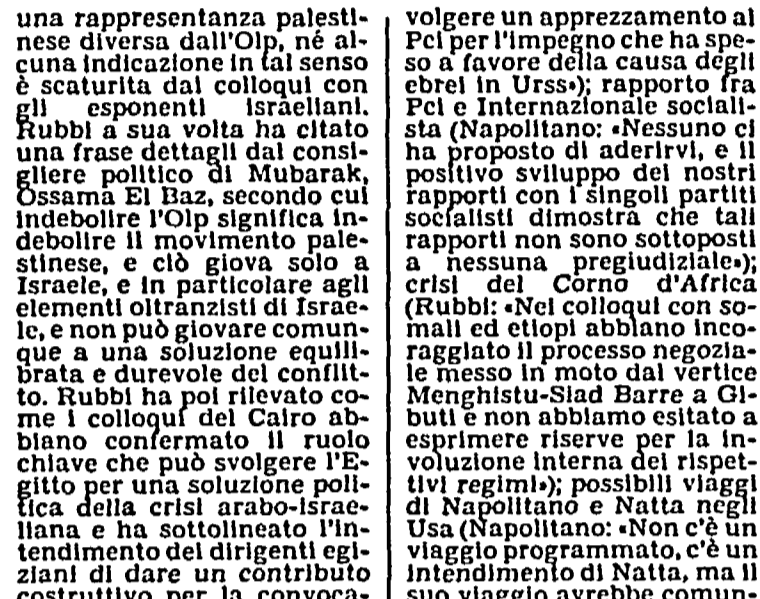 una rappresentanza palesti-
nese diversa dall'Olp, né al-
cuna indicazione in tal senso
è scaturita dai colloqui con
gli esponenti israeliani.
Rubbi a sua volta ha citato
una frase dettagli dal consi-
gliere politico di Mubarak,
Ossama El Baz, secondo cui
indebolire l'Olp significa in-
debolire il movimento pale-
stinese, e ciò giova solo a
Israele, e in particolare agli
elementi oltranzisti di Israe-
le, e non può giovare comun-
que a una soluzione equili-
brata e durevole del conflit-
to. Rubbi ha poi rilevato co-
me i colloqui del Cairo ab-
biano confermato il ruolo
chiave che può svolgere l'E-
gitto per una soluzione poli-
tica della crisi arabo-israe-
liana e ha sottolineato l'in-
tendimento dei dirigenti egi-
ziani di dare un contributo
costruttivo per la convoca-
volgere un apprezzamento al
Pci per l'impegno che ha spe-
so a favore della causa degli
ebrei in Urss»); rapporto fra
Pci e Internazionale sociali-
sta (Napolitano: «Nessuno ci
ha proposto di aderirvi, e il
positivo sviluppo dei nostri
rapporti con i singoli partiti
socialisti dimostra che tali
rapporti non sono sottoposti
a nessuna pregiudiziale»);
crisi del Corno d'Africa
(Rubbi: «Nei colloqui con so-
mali ed etiopi abbiano inco-
raggiato il processo negozia-
le messo in moto dal vertice
Menghistu-Siad Barre a Gi-
buti e non abbiamo esitato a
esprimere riserve per la in-
voluzione interna dei rispet-
tivi regimi»); possibili viaggi
di Napolitano e Natta negli
Usa (Napolitano: «Non c'è un
viaggio programmato, c'è un
intendimento di Natta, ma il
suo viaggio avrebbe comun-